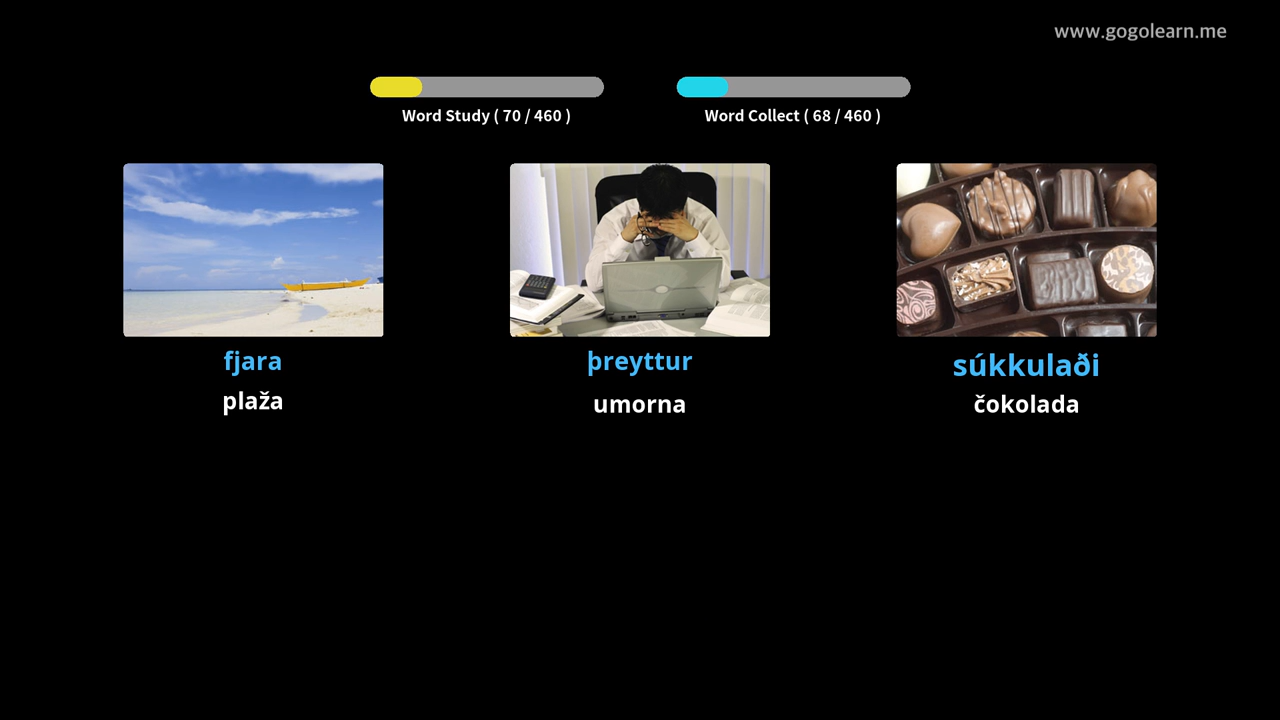 www.gogolearn.me
Word Study ( 70 / 460 )
Word Collect ( 68 / 460 )
fjara
plaža
þreyttur
umorna
súkkulaði
čokolada